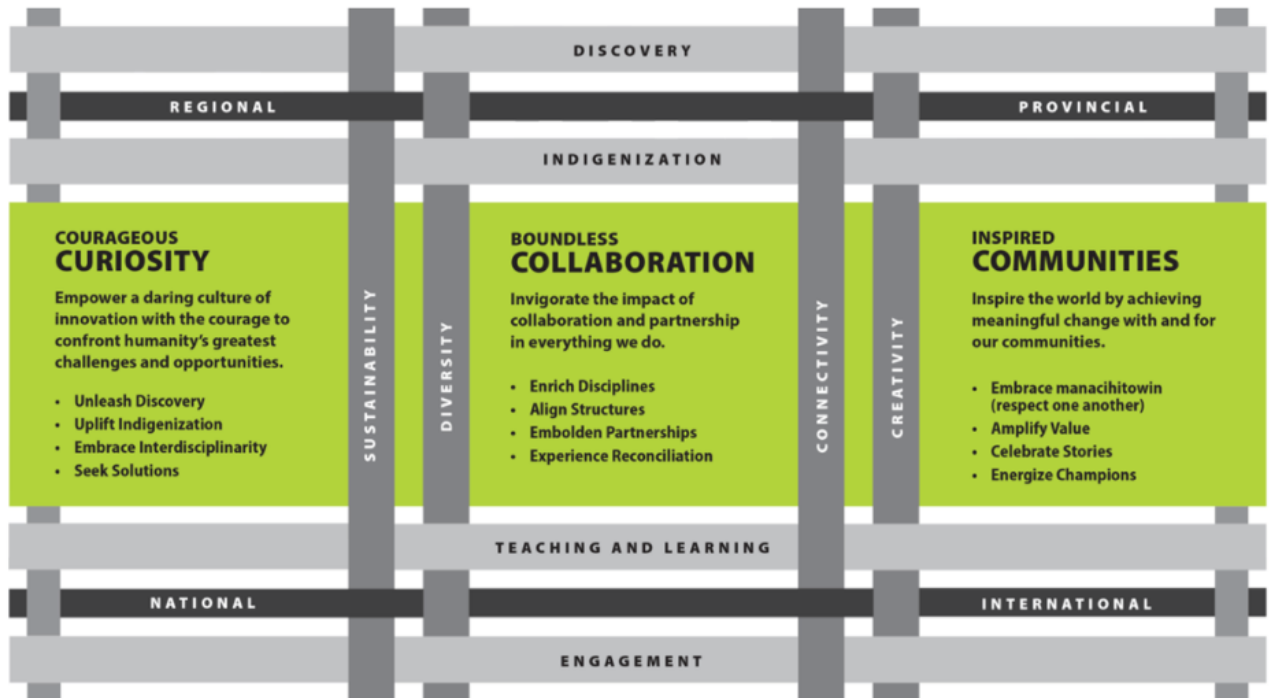 DISCOVERY
REGIONAL
PROVINCIAL
INDIGENIZATION
COURAGEOUS
CURIOSITY
Empower a daring culture of
innovation with the courage to
confront humanity's greatest
challenges and opportunities.
• Unleash Discovery
• Uplift Indigenization
• Embrace Interdisciplinarity
• Seek Solutions
SUSTAINABILITY
DIVERSITY
BOUNDLESS
COLLABORATION
Invigorate the impact of
collaboration and partnership
in everything we do.
• Enrich Disciplines
• Align Structures
• Embolden Partnerships
• Experience Reconciliation
CONNECTIVITY
CREATIVITY
INSPIRED
COMMUNITIES
Inspire the world by achieving
meaningful change with and for
our communities.
• Embrace manacihitowin
(respect one another)
• Amplify Value
• Celebrate Stories
• Energize Champions
TEACHING AND LEARNING
NATIONAL
INTERNATIONAL
ENGAGEMENT